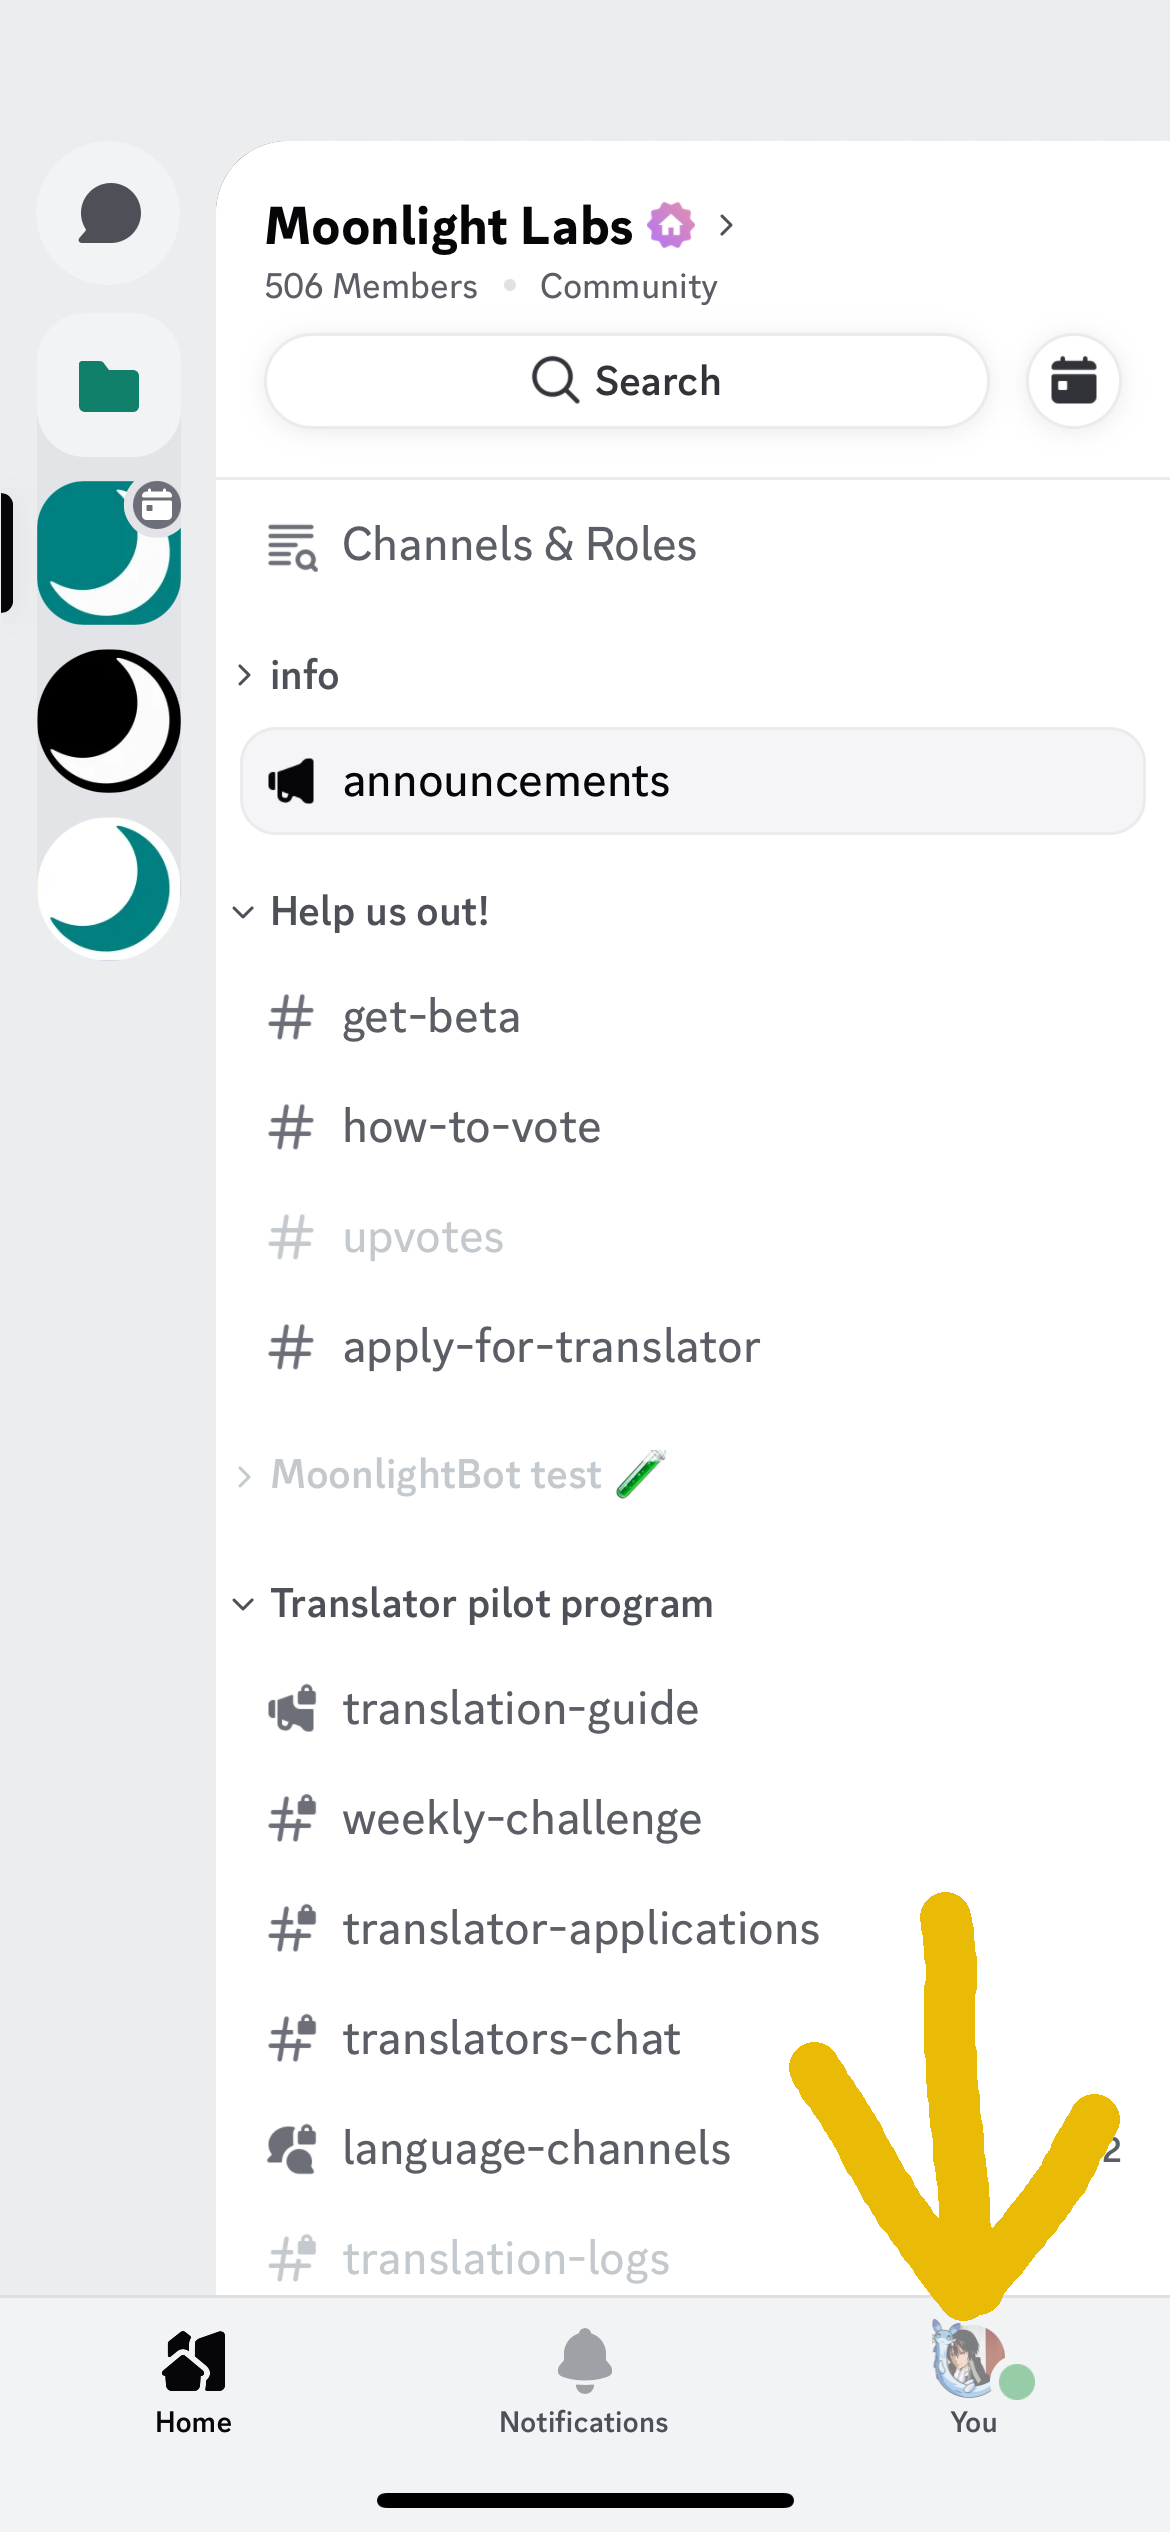 Moonlight Labs
506 Members • Community
Search
Channels & Roles
info
announcements
Help us out!
get-beta
how-to-vote
upvotes
apply-for-translator
MoonlightBot test
Translator pilot program
translation-guide
weekly-challenge
translator-applications
translators-chat
language-channels
translation-logs
Home
Notifications
You